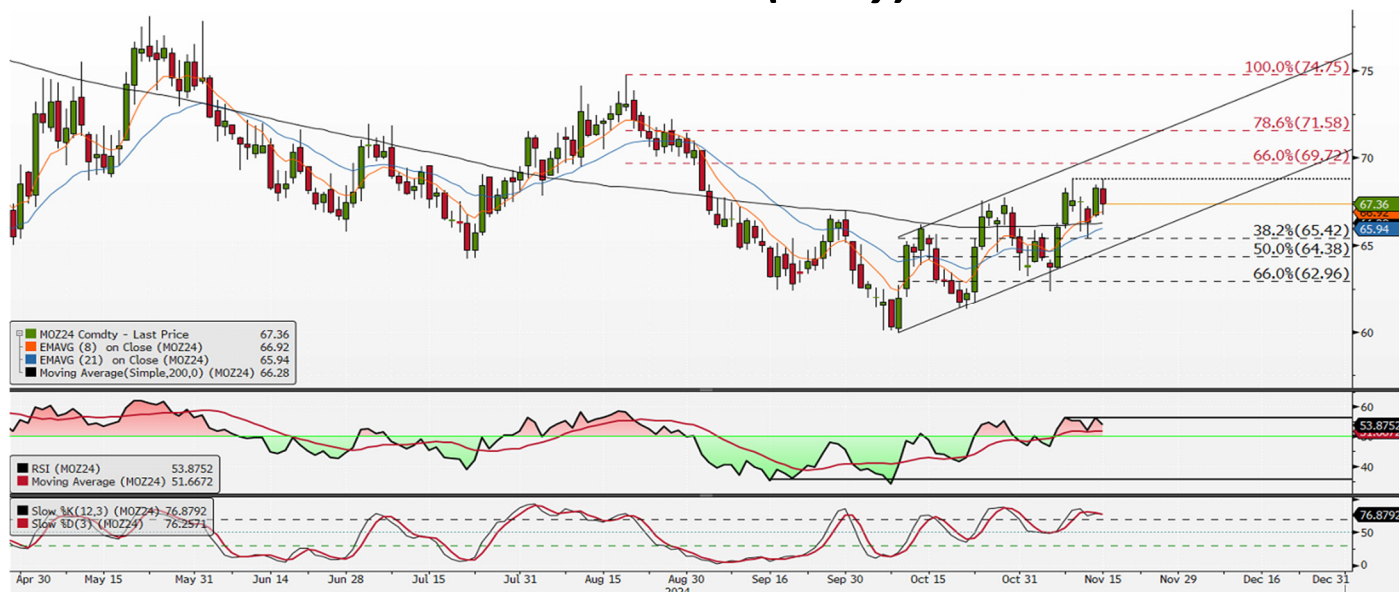 100.0%(74.75)
75
78.6%(71.58)
70
66.0%(69.72)
67.36
66.92
65.94
38.2%(65.42)
65
50.0%(64.38)
66.0%(62.96)
60
MOZ24 Comdty - Last Price 67.36
EMAVG (8) on Close (MOZ24) 66.92
EMAVG (21) on Close (MOZ24) 65.94
Moving Average(Simple,200,0) (MOZ24) 66.28
60
53.8752
40
RSI (MOZ24) 53.8752
Moving Average (MOZ24) 51.6672
Slow %K(12,3) (MOZ24) 76.8792
Slow %D(3) (MOZ24) 76.2571
76.8792
50
0
Apr 30 May 15 May 31 Jun 14 Jun 28 Jul 15 Jul 31 Aug 15 Aug 30 Sep 16 Sep 30 Oct 15 Oct 31 Nov 15 Nov 29 Dec 16 Dec 31
2024